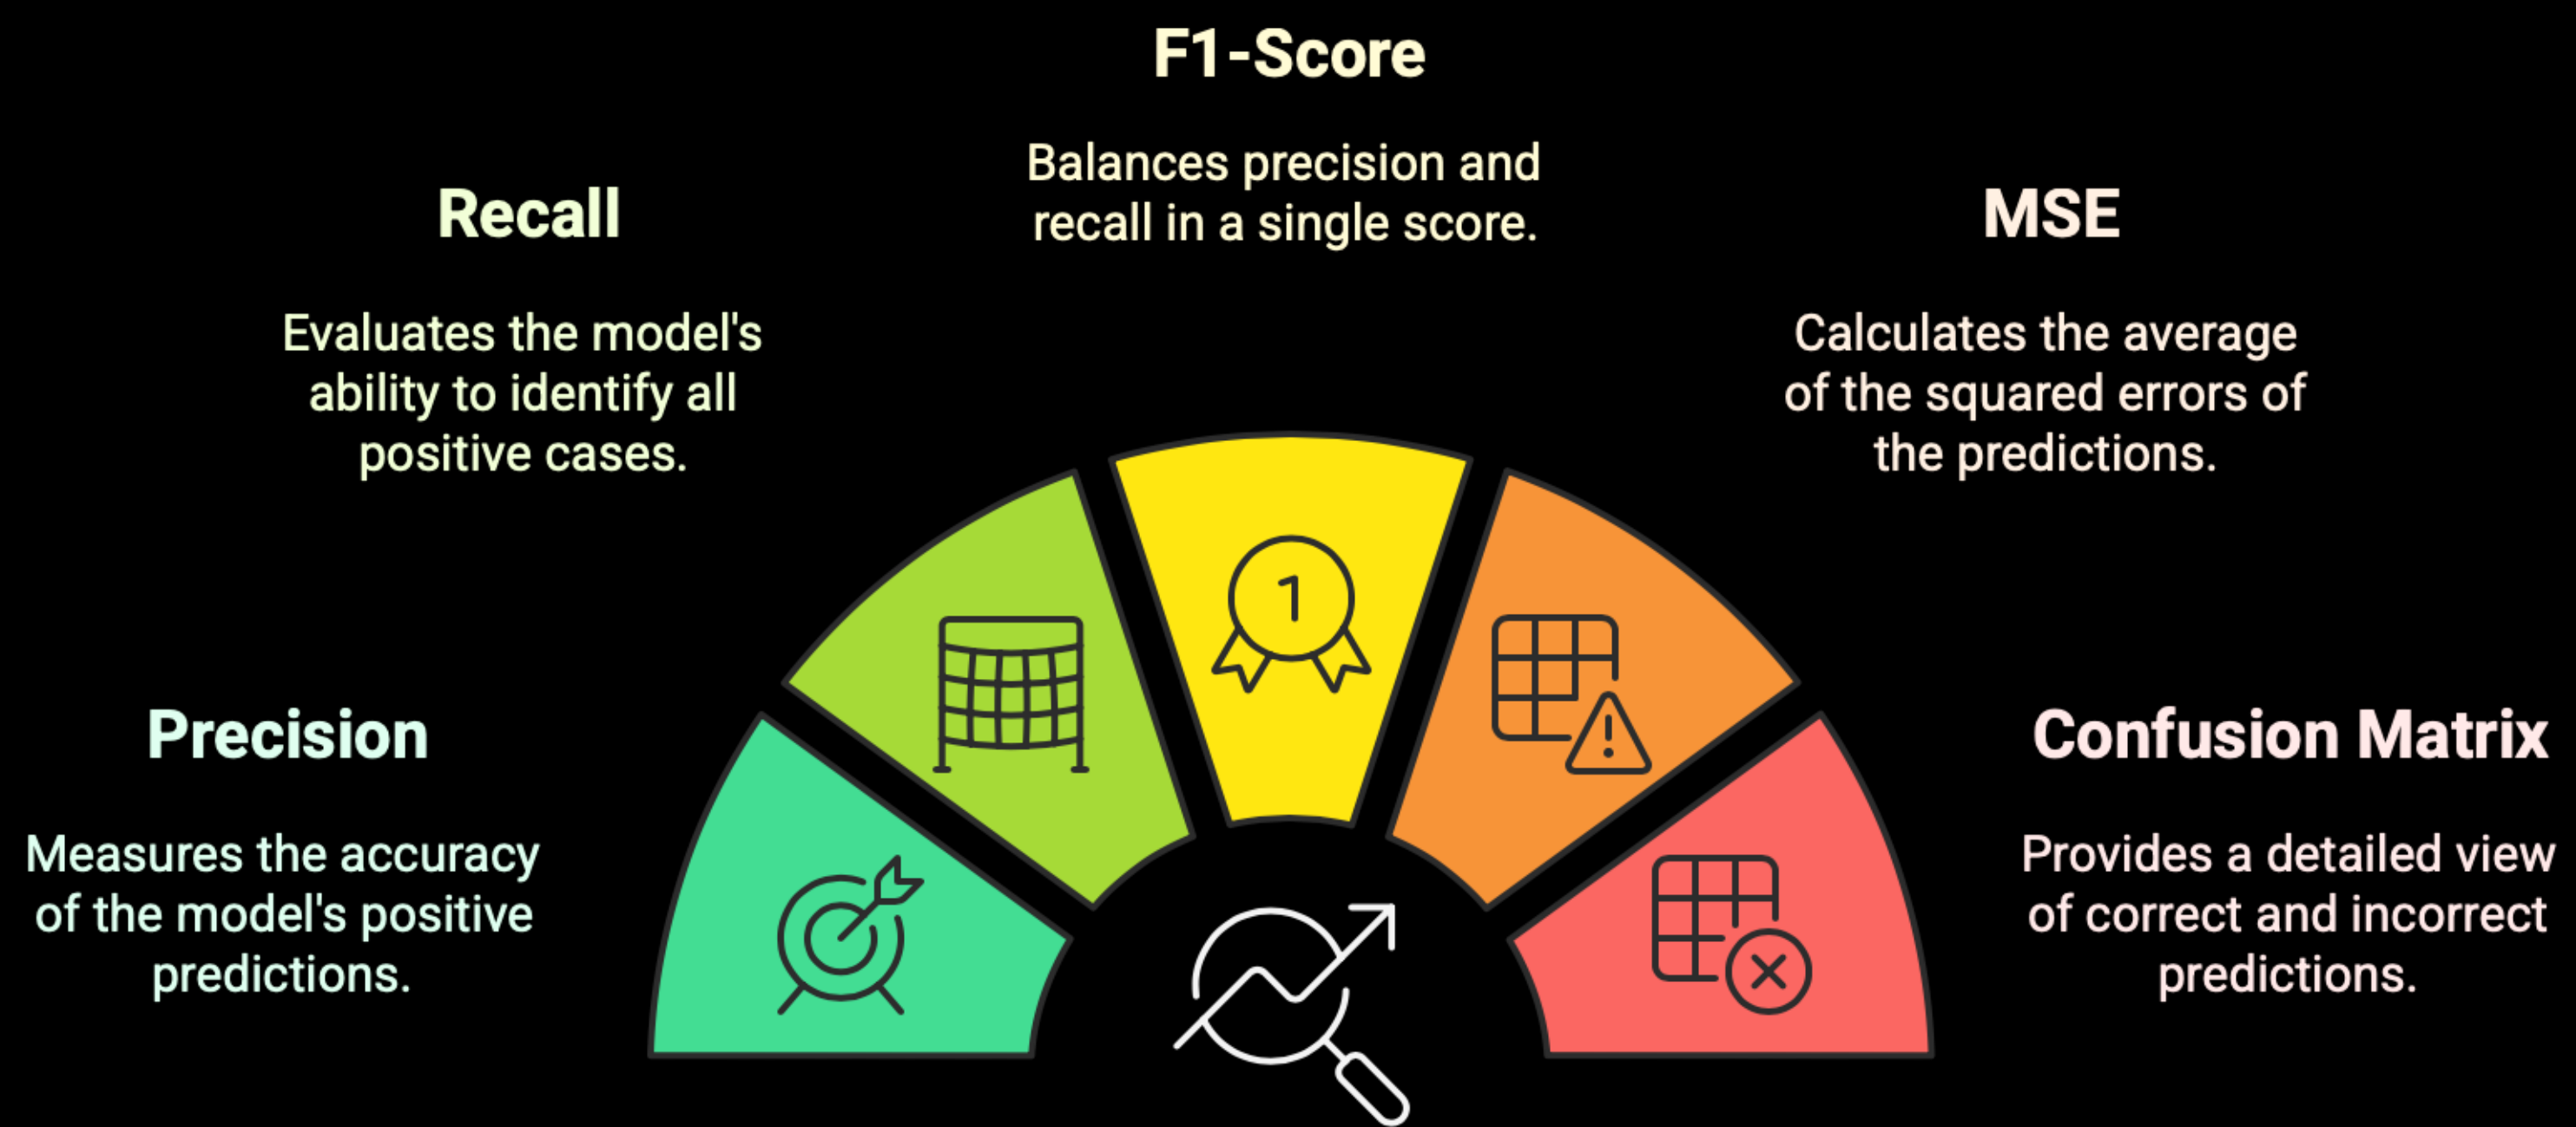 F1-Score
Balances precision and
recall in a single score.
Recall
Evaluates the model's
ability to identify all
positive cases.
MSE
Calculates the average
of the squared errors of
the predictions.
1
Precision
Measures the accuracy
of the model's positive
predictions.
Confusion Matrix
Provides a detailed view
of correct and incorrect
predictions.